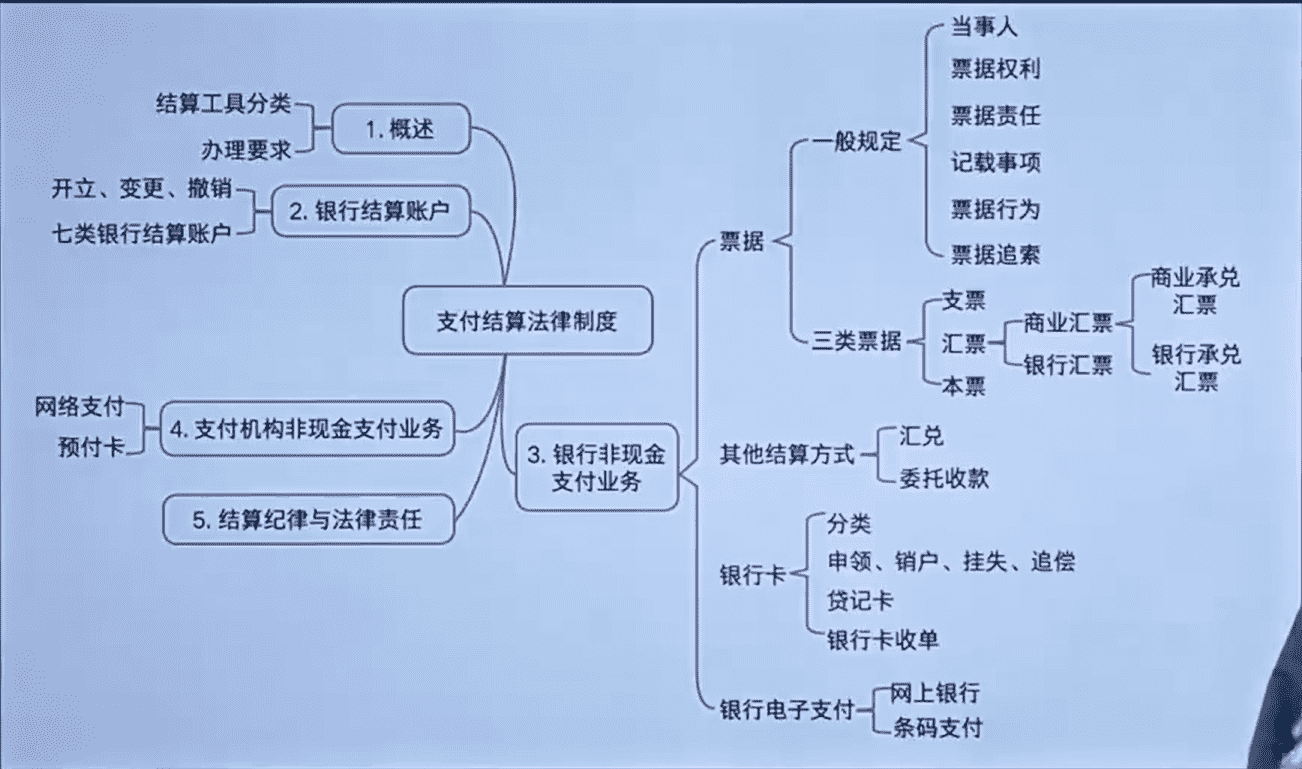 支付结算法律制度
1. 概述
结算工具分类
办理要求
2. 银行结算账户
开立、变更、撤销
七类银行结算账户
3. 银行非现金
支付业务
票据
一般规定
当事人
票据权利
票据责任
记载事项
票据行为
票据追索
三类票据
支票
汇票
商业汇票
商业承兑
汇票
银行承兑
汇票
银行汇票
本票
其他结算方式
汇兑
委托收款
银行卡
分类
申领、销户、挂失、追偿
贷记卡
银行卡收单
银行电子支付
网上银行
条码支付
4. 支付机构非现金支付业务
网络支付
预付卡
5. 结算纪律与法律责任